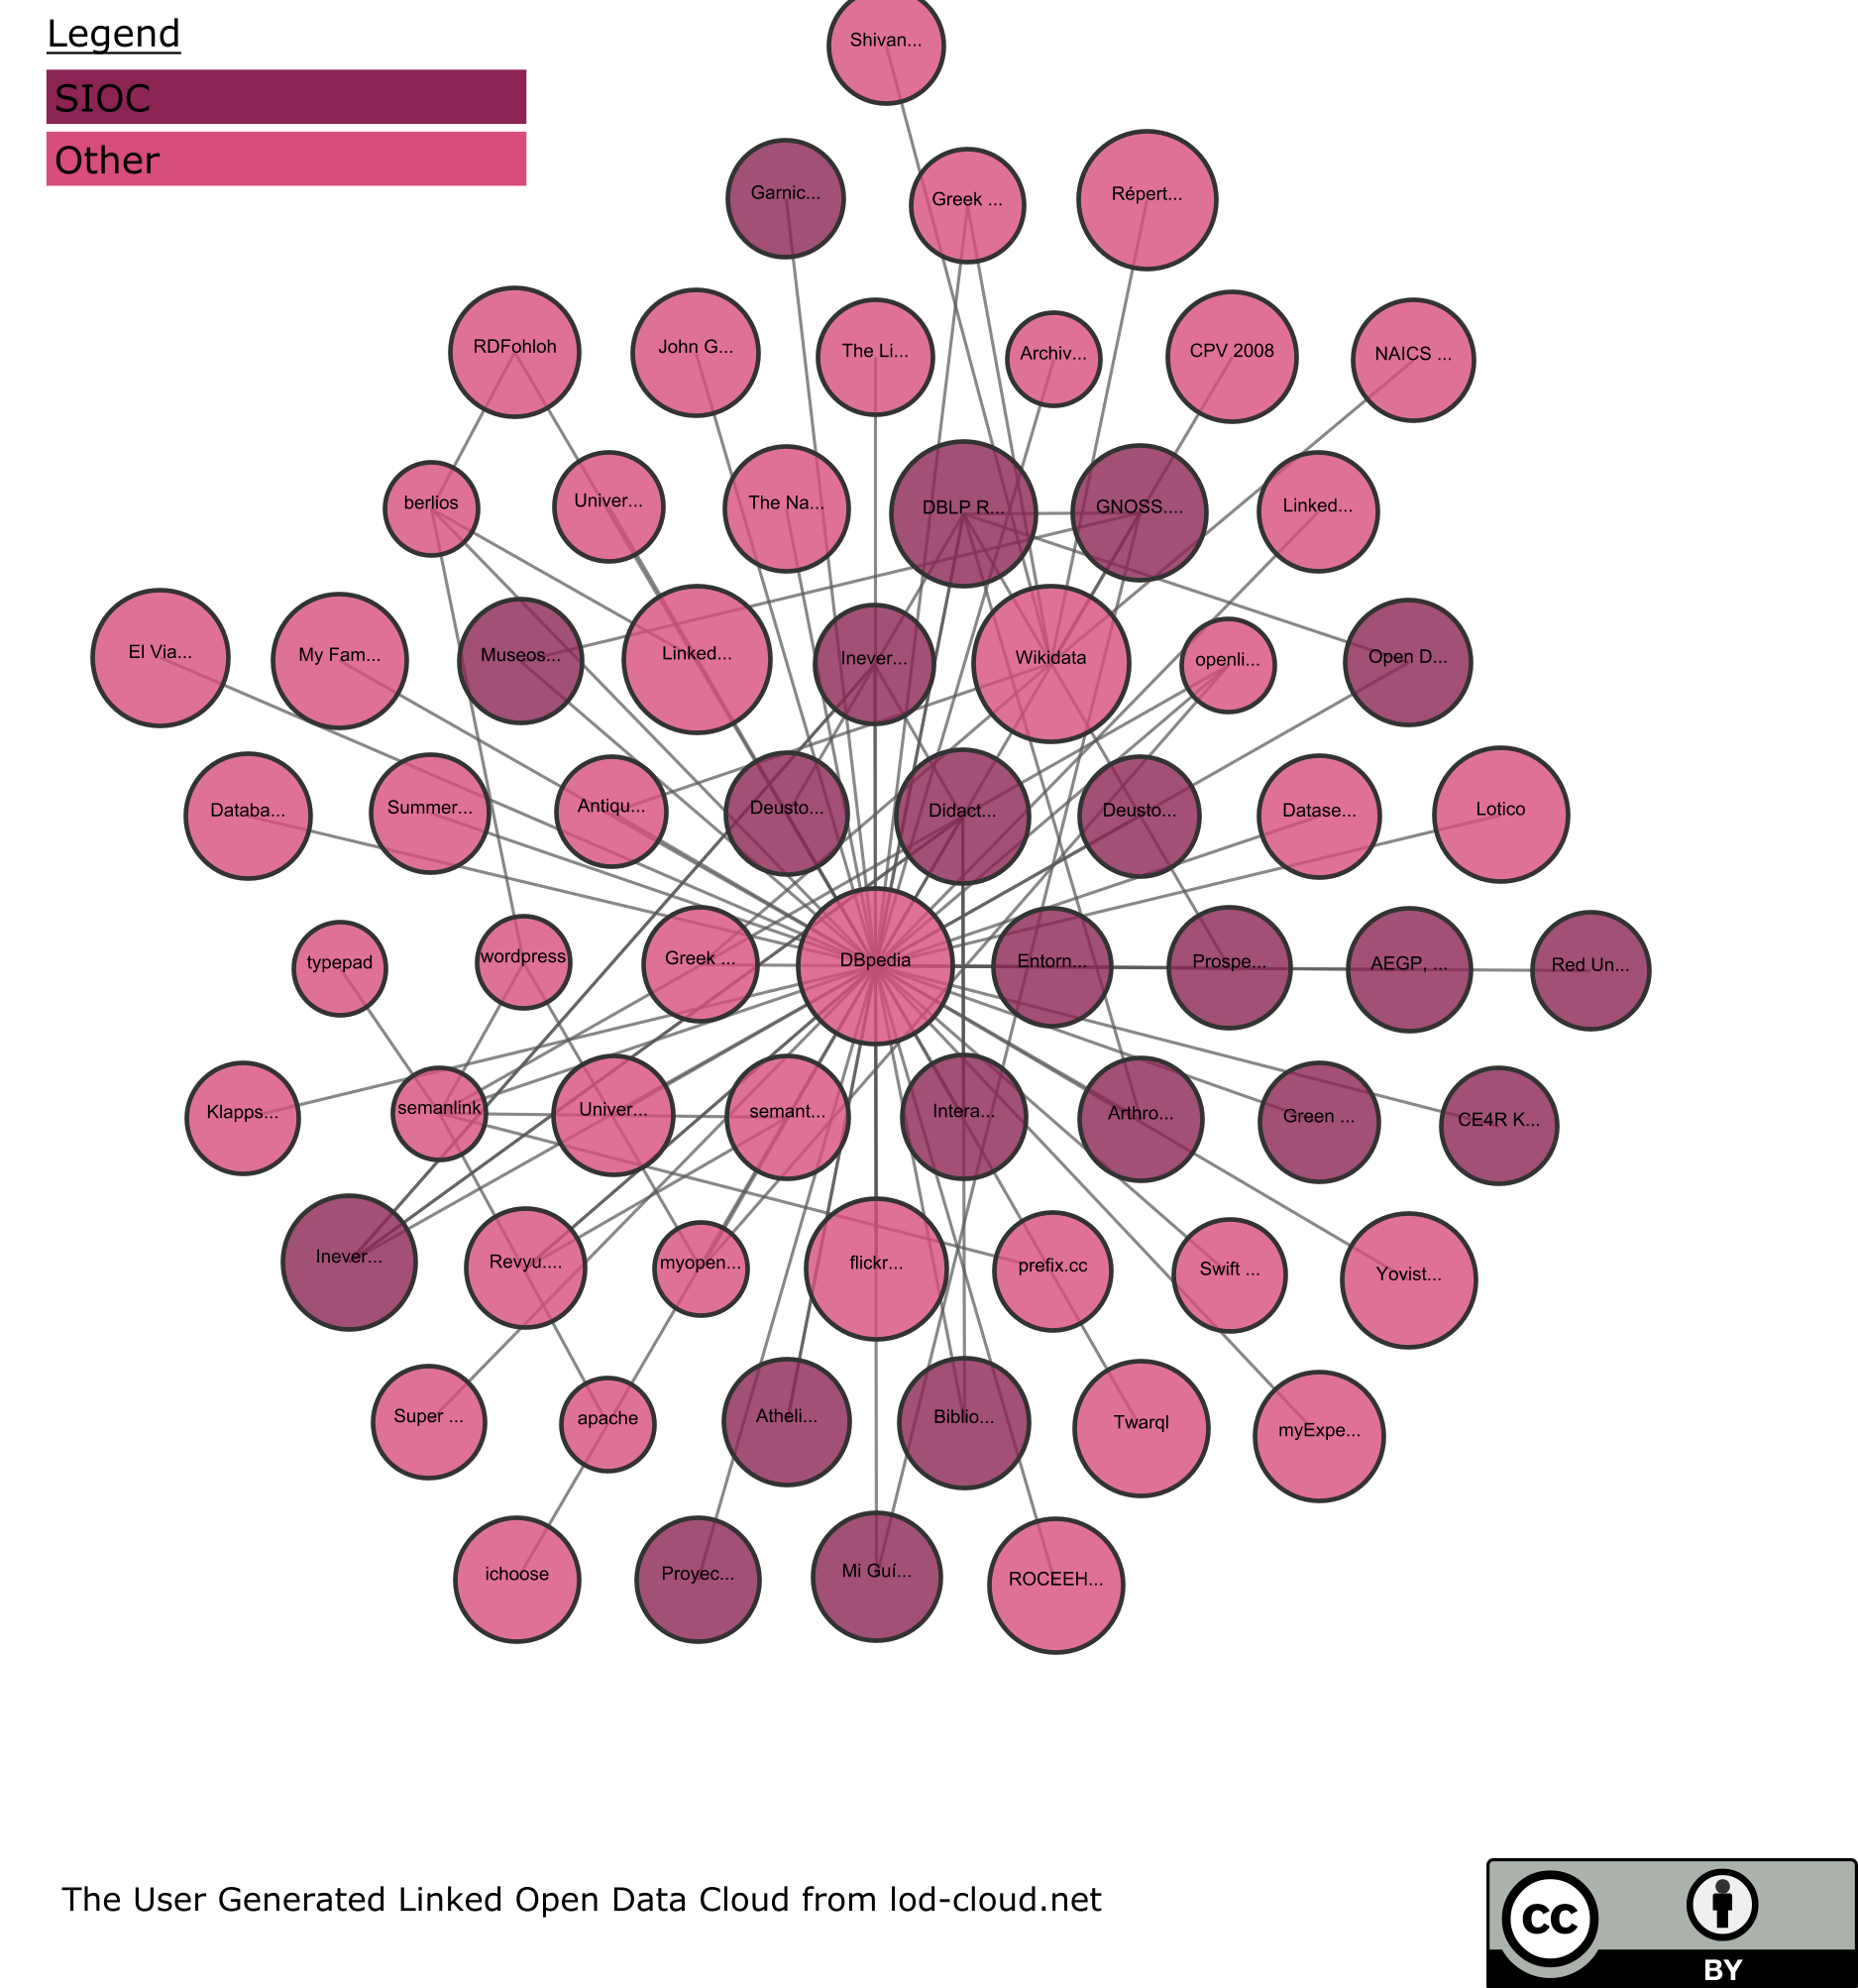 Legend
SIOC
Other
Shivan...
Garnic...
Greek ...
Répert...
RDFohloh
John G...
The Li...
Archiv...
CPV 2008
NAICS ...
berlios
Univer...
The Na...
DBLP R...
GNOSS....
Linked...
El Via...
My Fam...
Museos...
Linked...
Inever...
Wikidata
openli...
Open D...
Databa...
Summer...
Antiqu...
Deusto...
Didact...
Deusto...
Datase...
Lotico
typepad
wordpress
Greek ...
DBpedia
Entorn...
Prospe...
AEGP, ...
Red Un...
Klapps...
semanlink
Univer...
semant...
Intera...
Arthro...
Green ...
CE4R K...
Inever...
Revyu....
myopen...
flickr...
prefix.cc
Swift ...
Yovist...
Super ...
apache
Atheli...
Biblio...
Twarql
myExpe...
ichoose
Proyec...
Mi Guí...
ROCEEH...
The User Generated Linked Open Data Cloud from lod-cloud.net
cc
BY